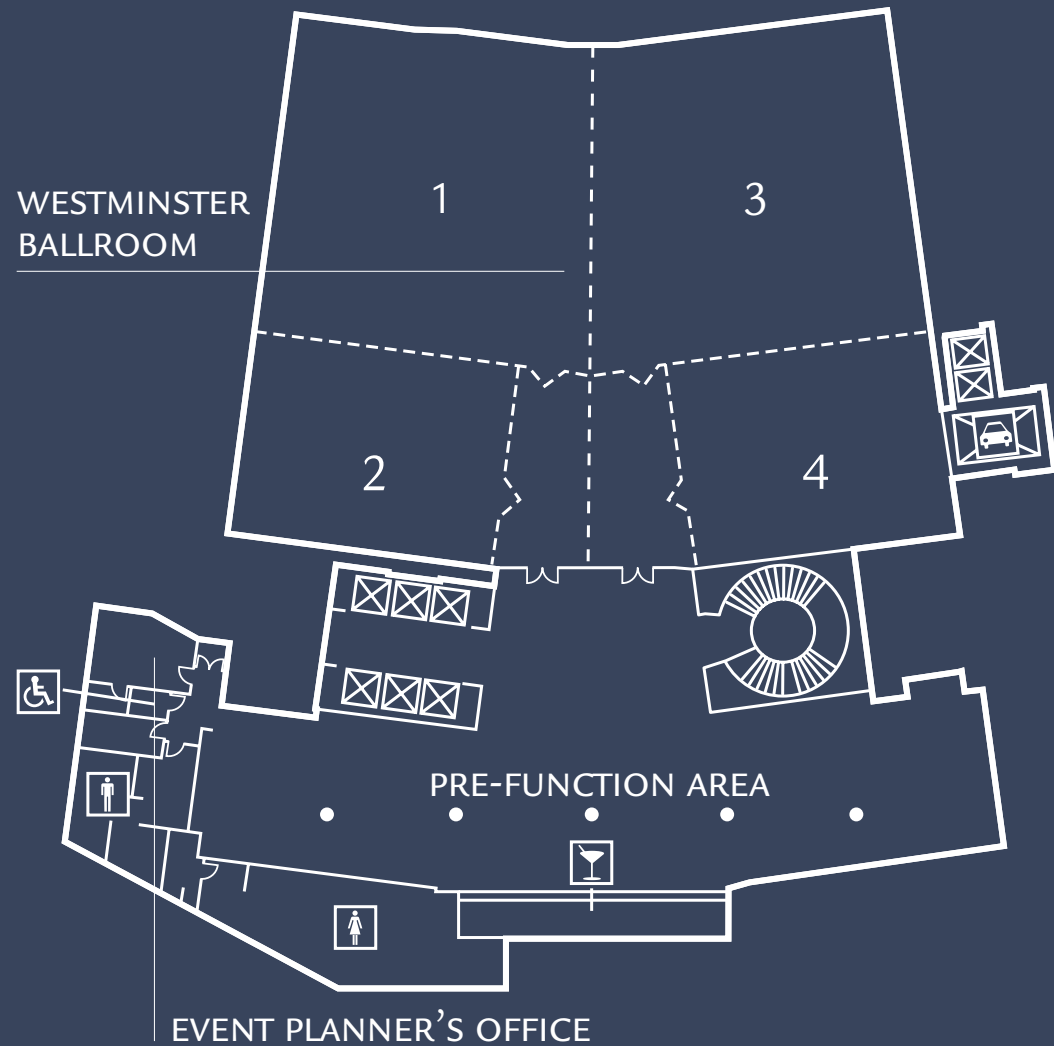 WESTMINSTER
BALLROOM
1
3
2
4
PRE-FUNCTION AREA
EVENT PLANNER’S OFFICE